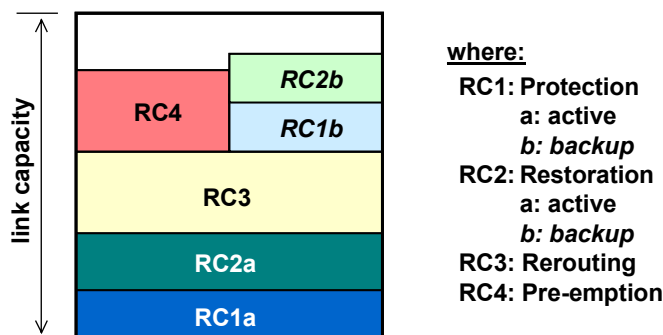 link capacity
RC2b
RC4
RC1b
RC3
RC2a
RC1a
where:
RC1: Protection
a: active
b: backup
RC2: Restoration
a: active
b: backup
RC3: Rerouting
RC4: Pre-emption